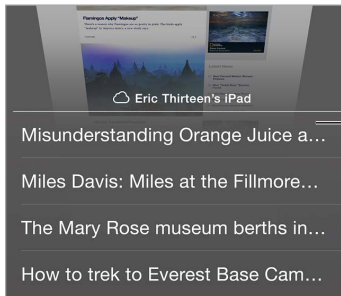 Flamingos Apply "Makeup"
Eric Thirteen's iPad
Misunderstanding Orange Juice a...
Miles Davis: Miles at the Fillmore...
The Mary Rose museum berths in...
How to trek to Everest Base Cam...